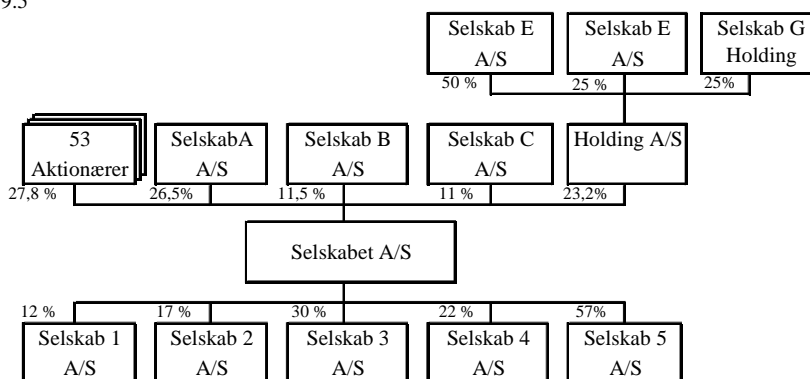 9.5
Selskab E
A/S
Selskab E
A/S
Selskab G
Holding
50 %
25 %
25%
53
Aktionærer
SelskabA
A/S
Selskab B
A/S
Selskab C
A/S
Holding A/S
27,8 %
26,5%
11,5 %
11 %
23,2%
Selskabet A/S
12 %
17 %
30 %
22 %
57%
Selskab 1
A/S
Selskab 2
A/S
Selskab 3
A/S
Selskab 4
A/S
Selskab 5
A/S